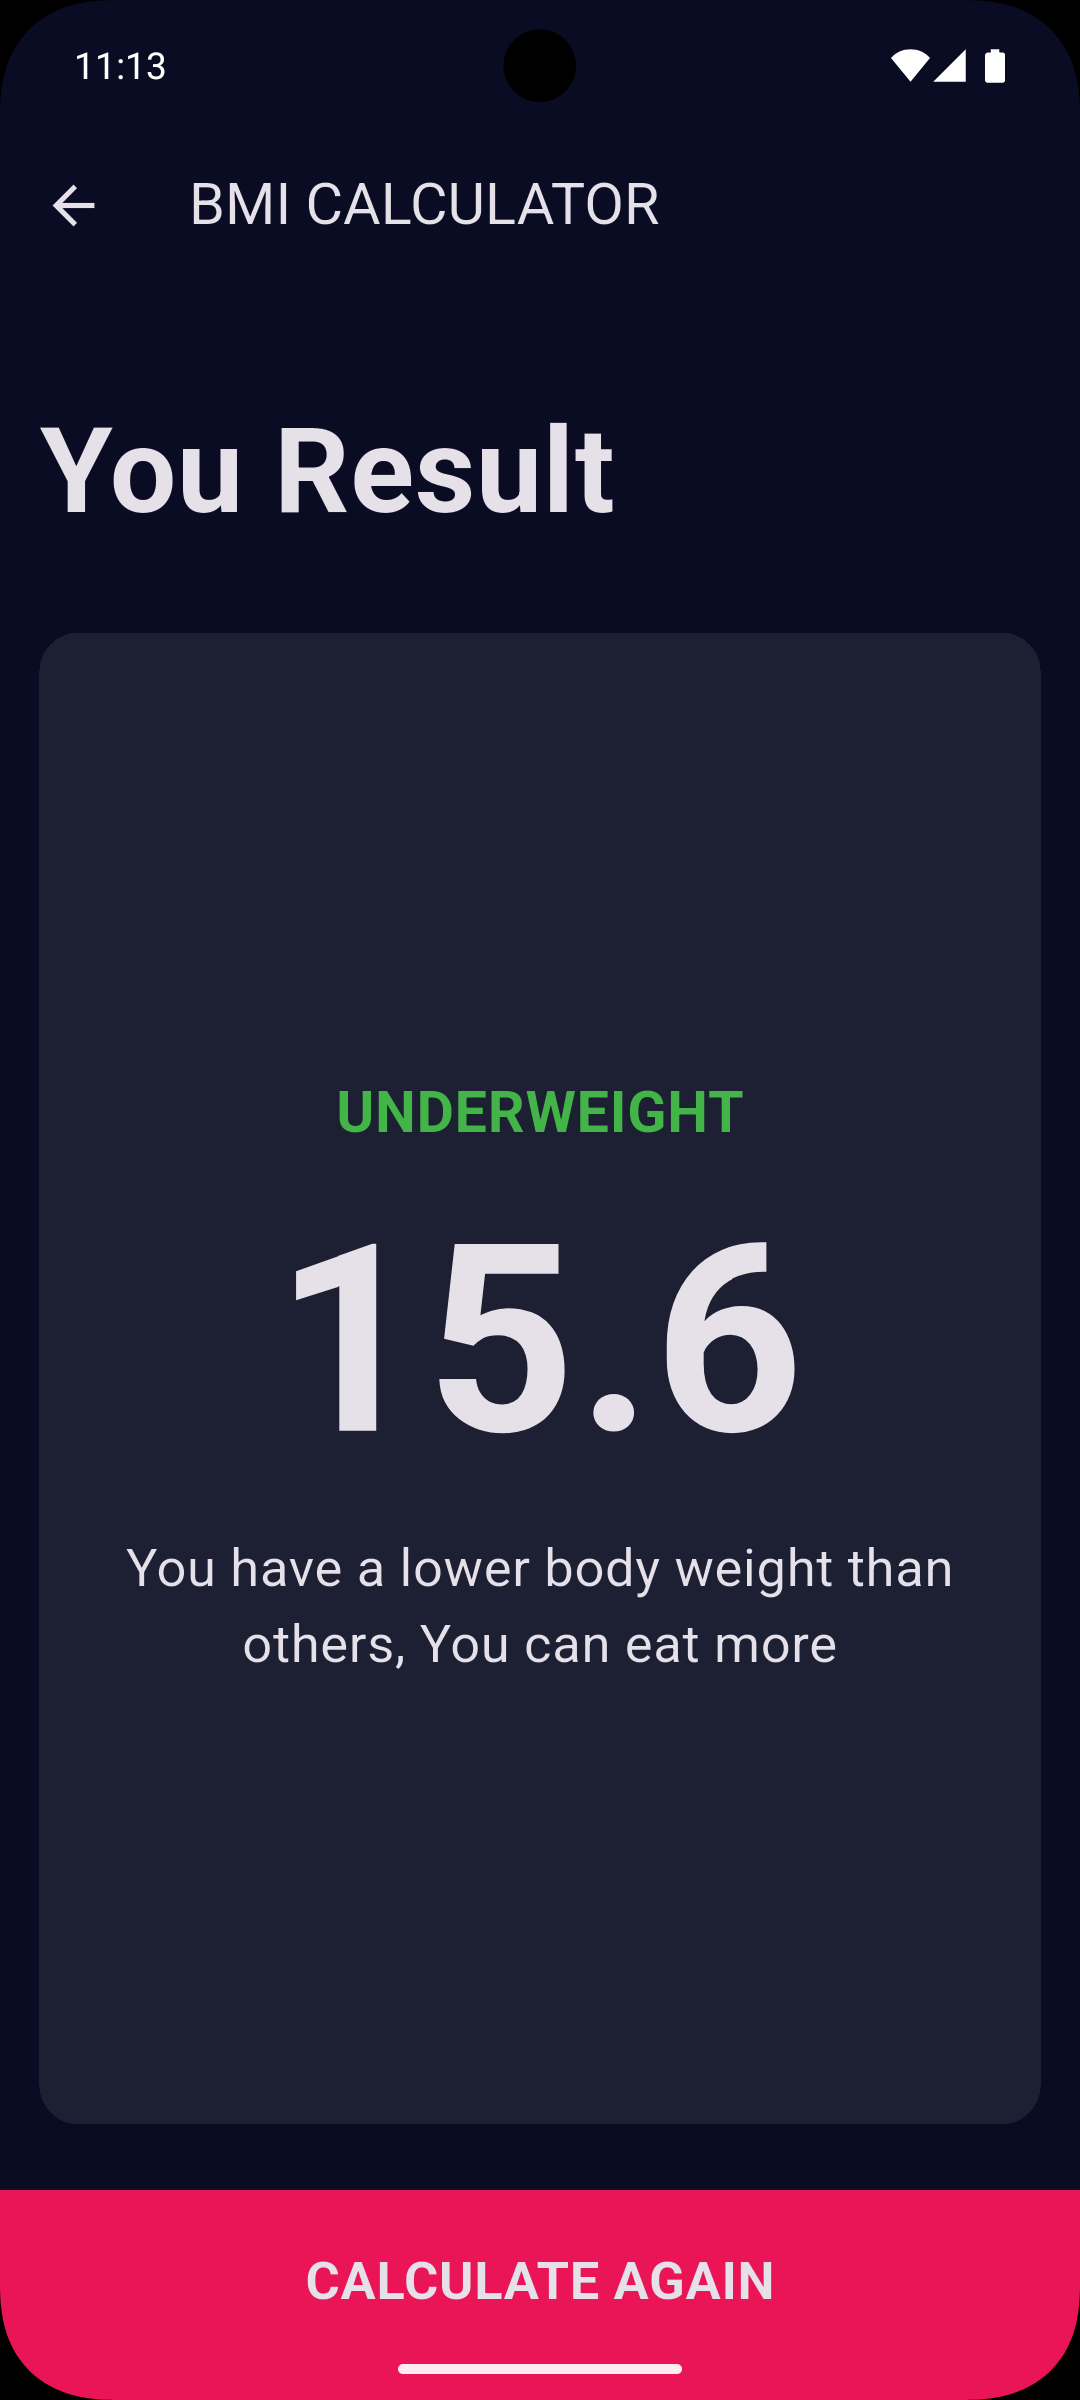 11:13
BMI CALCULATOR
You Result
UNDERWEIGHT
15.6
You have a lower body weight than
others, You can eat more
CALCULATE AGAIN